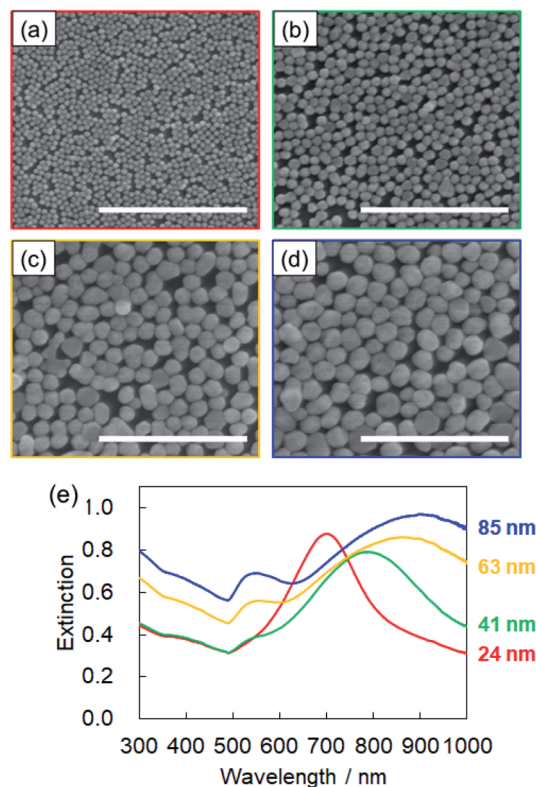 (a)
(b)
(c)
(d)
(e)
1.0
0.8
0.6
0.4
0.2
0.0
Extinction
85 nm
63 nm
41 nm
24 nm
300 400 500 600 700 800 900 1000
Wavelength / nm